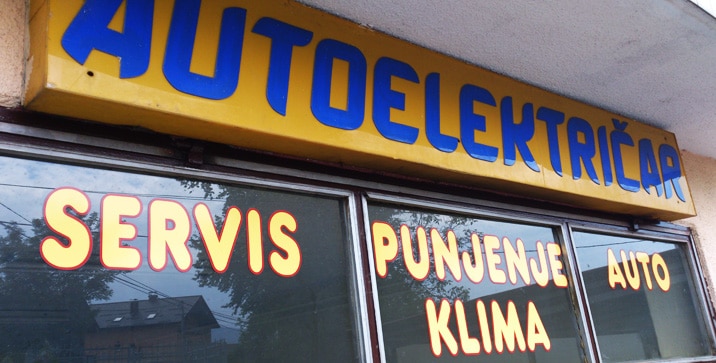 AUTOELEKTRIČAR
SERVIS
PUNJENJE
KLIMA
AUTO